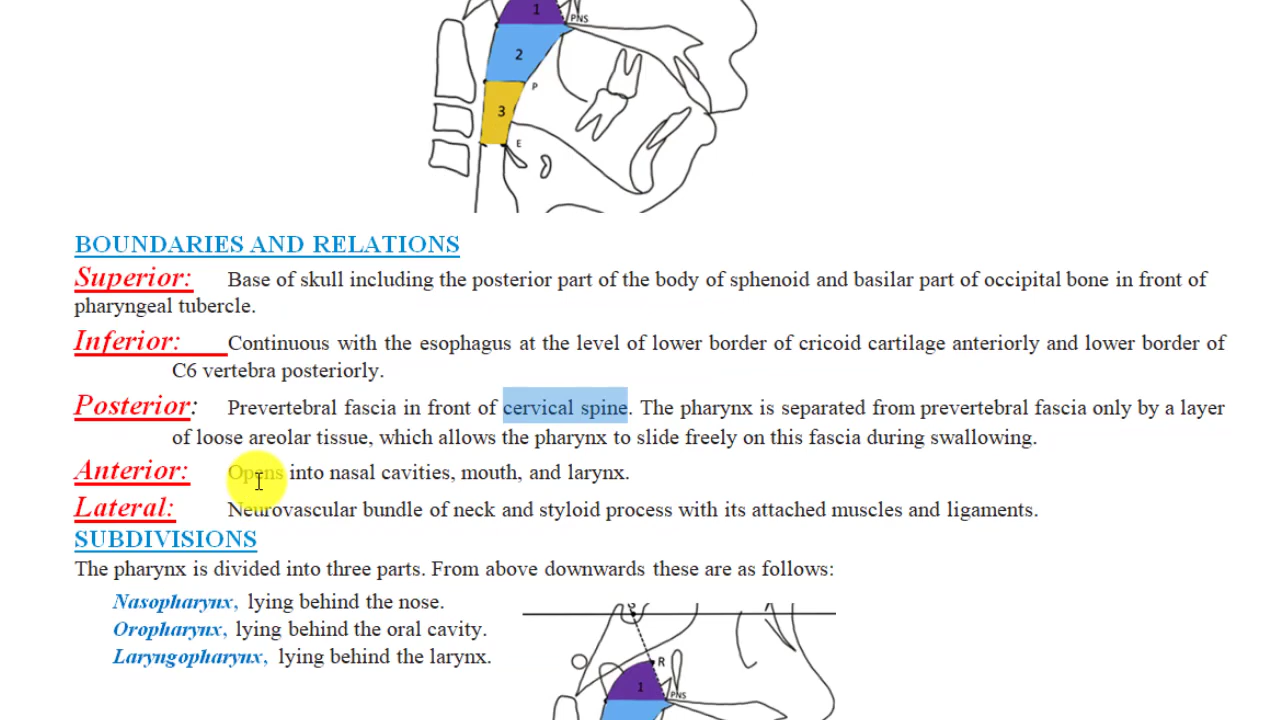 1
PNS
2
P
3
E
BOUNDARIES AND RELATIONS
Superior: Base of skull including the posterior part of the body of sphenoid and basilar part of occipital bone in front of
pharyngeal tubercle.
Inferior: Continuous with the esophagus at the level of lower border of cricoid cartilage anteriorly and lower border of
C6 vertebra posteriorly.
Posterior: Prevertebral fascia in front of cervical spine. The pharynx is separated from prevertebral fascia only by a layer
of loose areolar tissue, which allows the pharynx to slide freely on this fascia during swallowing.
Anterior: Opens into nasal cavities, mouth, and larynx.
Lateral: Neurovascular bundle of neck and styloid process with its attached muscles and ligaments.
SUBDIVISIONS
The pharynx is divided into three parts. From above downwards these are as follows:
Nasopharynx, lying behind the nose.
Oropharynx, lying behind the oral cavity.
Laryngopharynx, lying behind the larynx.
R
1
PNS